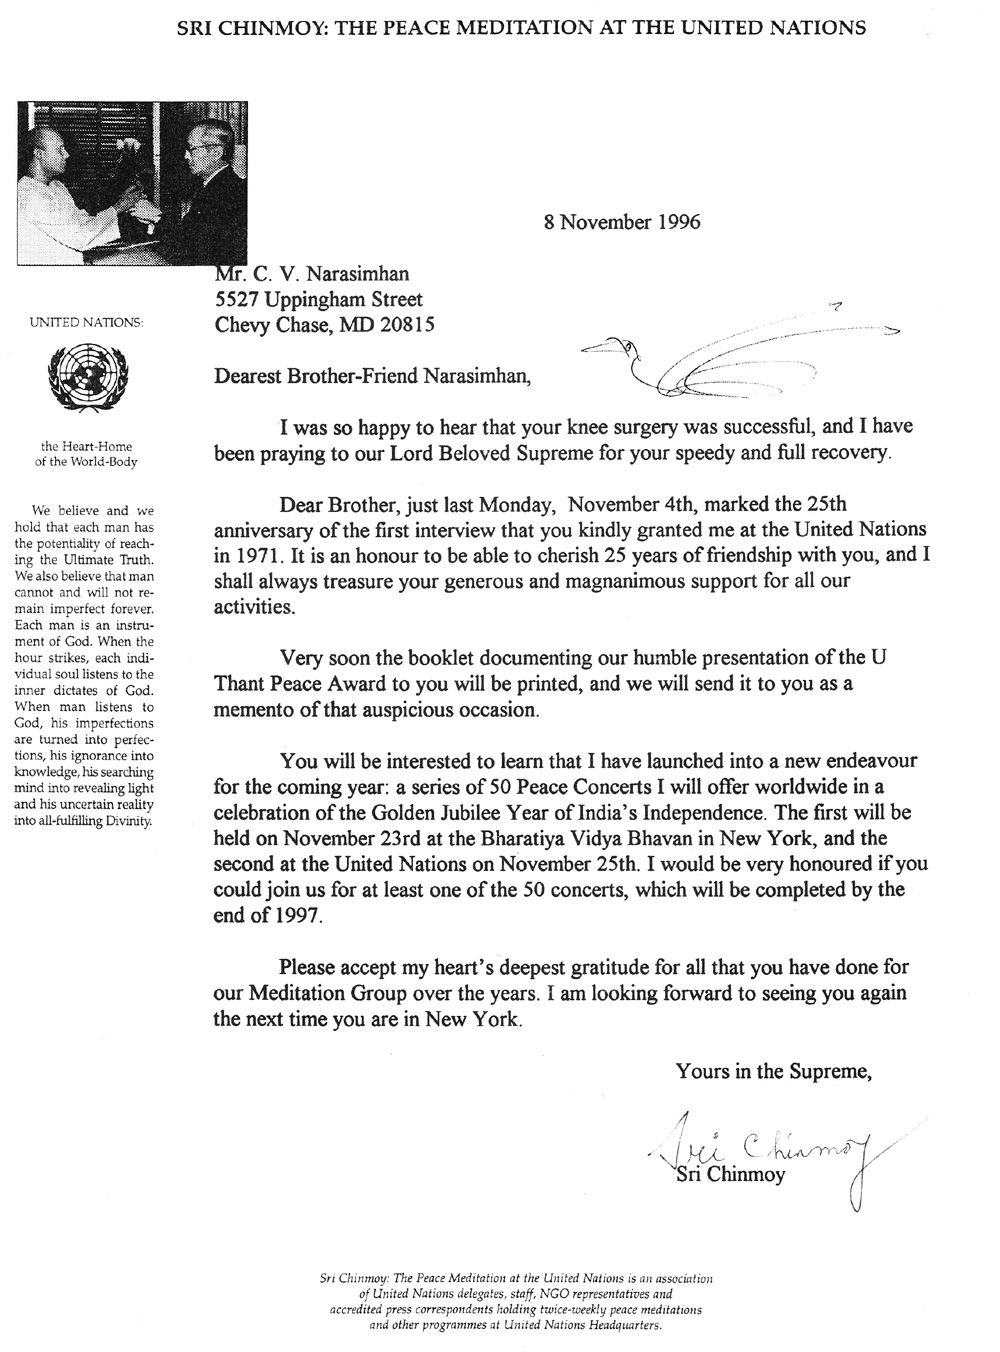 SRI CHINMOY: THE PEACE MEDITATION AT THE UNITED NATIONS
8 November 1996
Mr. C. V. Narasimhan
5527 Uppingham Street
Chevy Chase, MD 20815
UNITED NATIONS:
the Heart-Home
of the World-Body
We believe and we
hold that each man has
the potentiality of reach-
ing the Ultimate Truth.
We also believe that man
cannot and will not re-
main imperfect forever.
Each man is an instru-
ment of God. When the
hour strikes, each indi-
vidual soul listens to the
inner dictates of God.
When man listens to
God, his imperfections
are turned into perfec-
tions, his ignorance into
knowledge, his searching
mind into revealing light
and his uncertain reality
into all-fulfilling Divinity.
Dearest Brother-Friend Narasimhan,
I was so happy to hear that your knee surgery was successful, and I have
been praying to our Lord Beloved Supreme for your speedy and full recovery.
Dear Brother, just last Monday, November 4th, marked the 25th
anniversary of the first interview that you kindly granted me at the United Nations
in 1971. It is an honour to be able to cherish 25 years of friendship with you, and I
shall always treasure your generous and magnanimous support for all our
activities.
Very soon the booklet documenting our humble presentation of the U
Thant Peace Award to you will be printed, and we will send it to you as a
memento of that auspicious occasion.
You will be interested to learn that I have launched into a new endeavour
for the coming year: a series of 50 Peace Concerts I will offer worldwide in a
celebration of the Golden Jubilee Year of India's Independence. The first will be
held on November 23rd at the Bharatiya Vidya Bhavan in New York, and the
second at the United Nations on November 25th. I would be very honoured if you
could join us for at least one of the 50 concerts, which will be completed by the
end of 1997.
Please accept my heart's deepest gratitude for all that you have done for
our Meditation Group over the years. I am looking forward to seeing you again
the next time you are in New York.
Yours in the Supreme,
Sri Chinmoy
Sri Chinmoy
Sri Chinmoy: The Peace Meditation at the United Nations is an association
of United Nations delegates, staff, NGO representatives and
accredited press correspondents holding twice-weekly peace meditations
and other programmes at United Nations Headquarters.